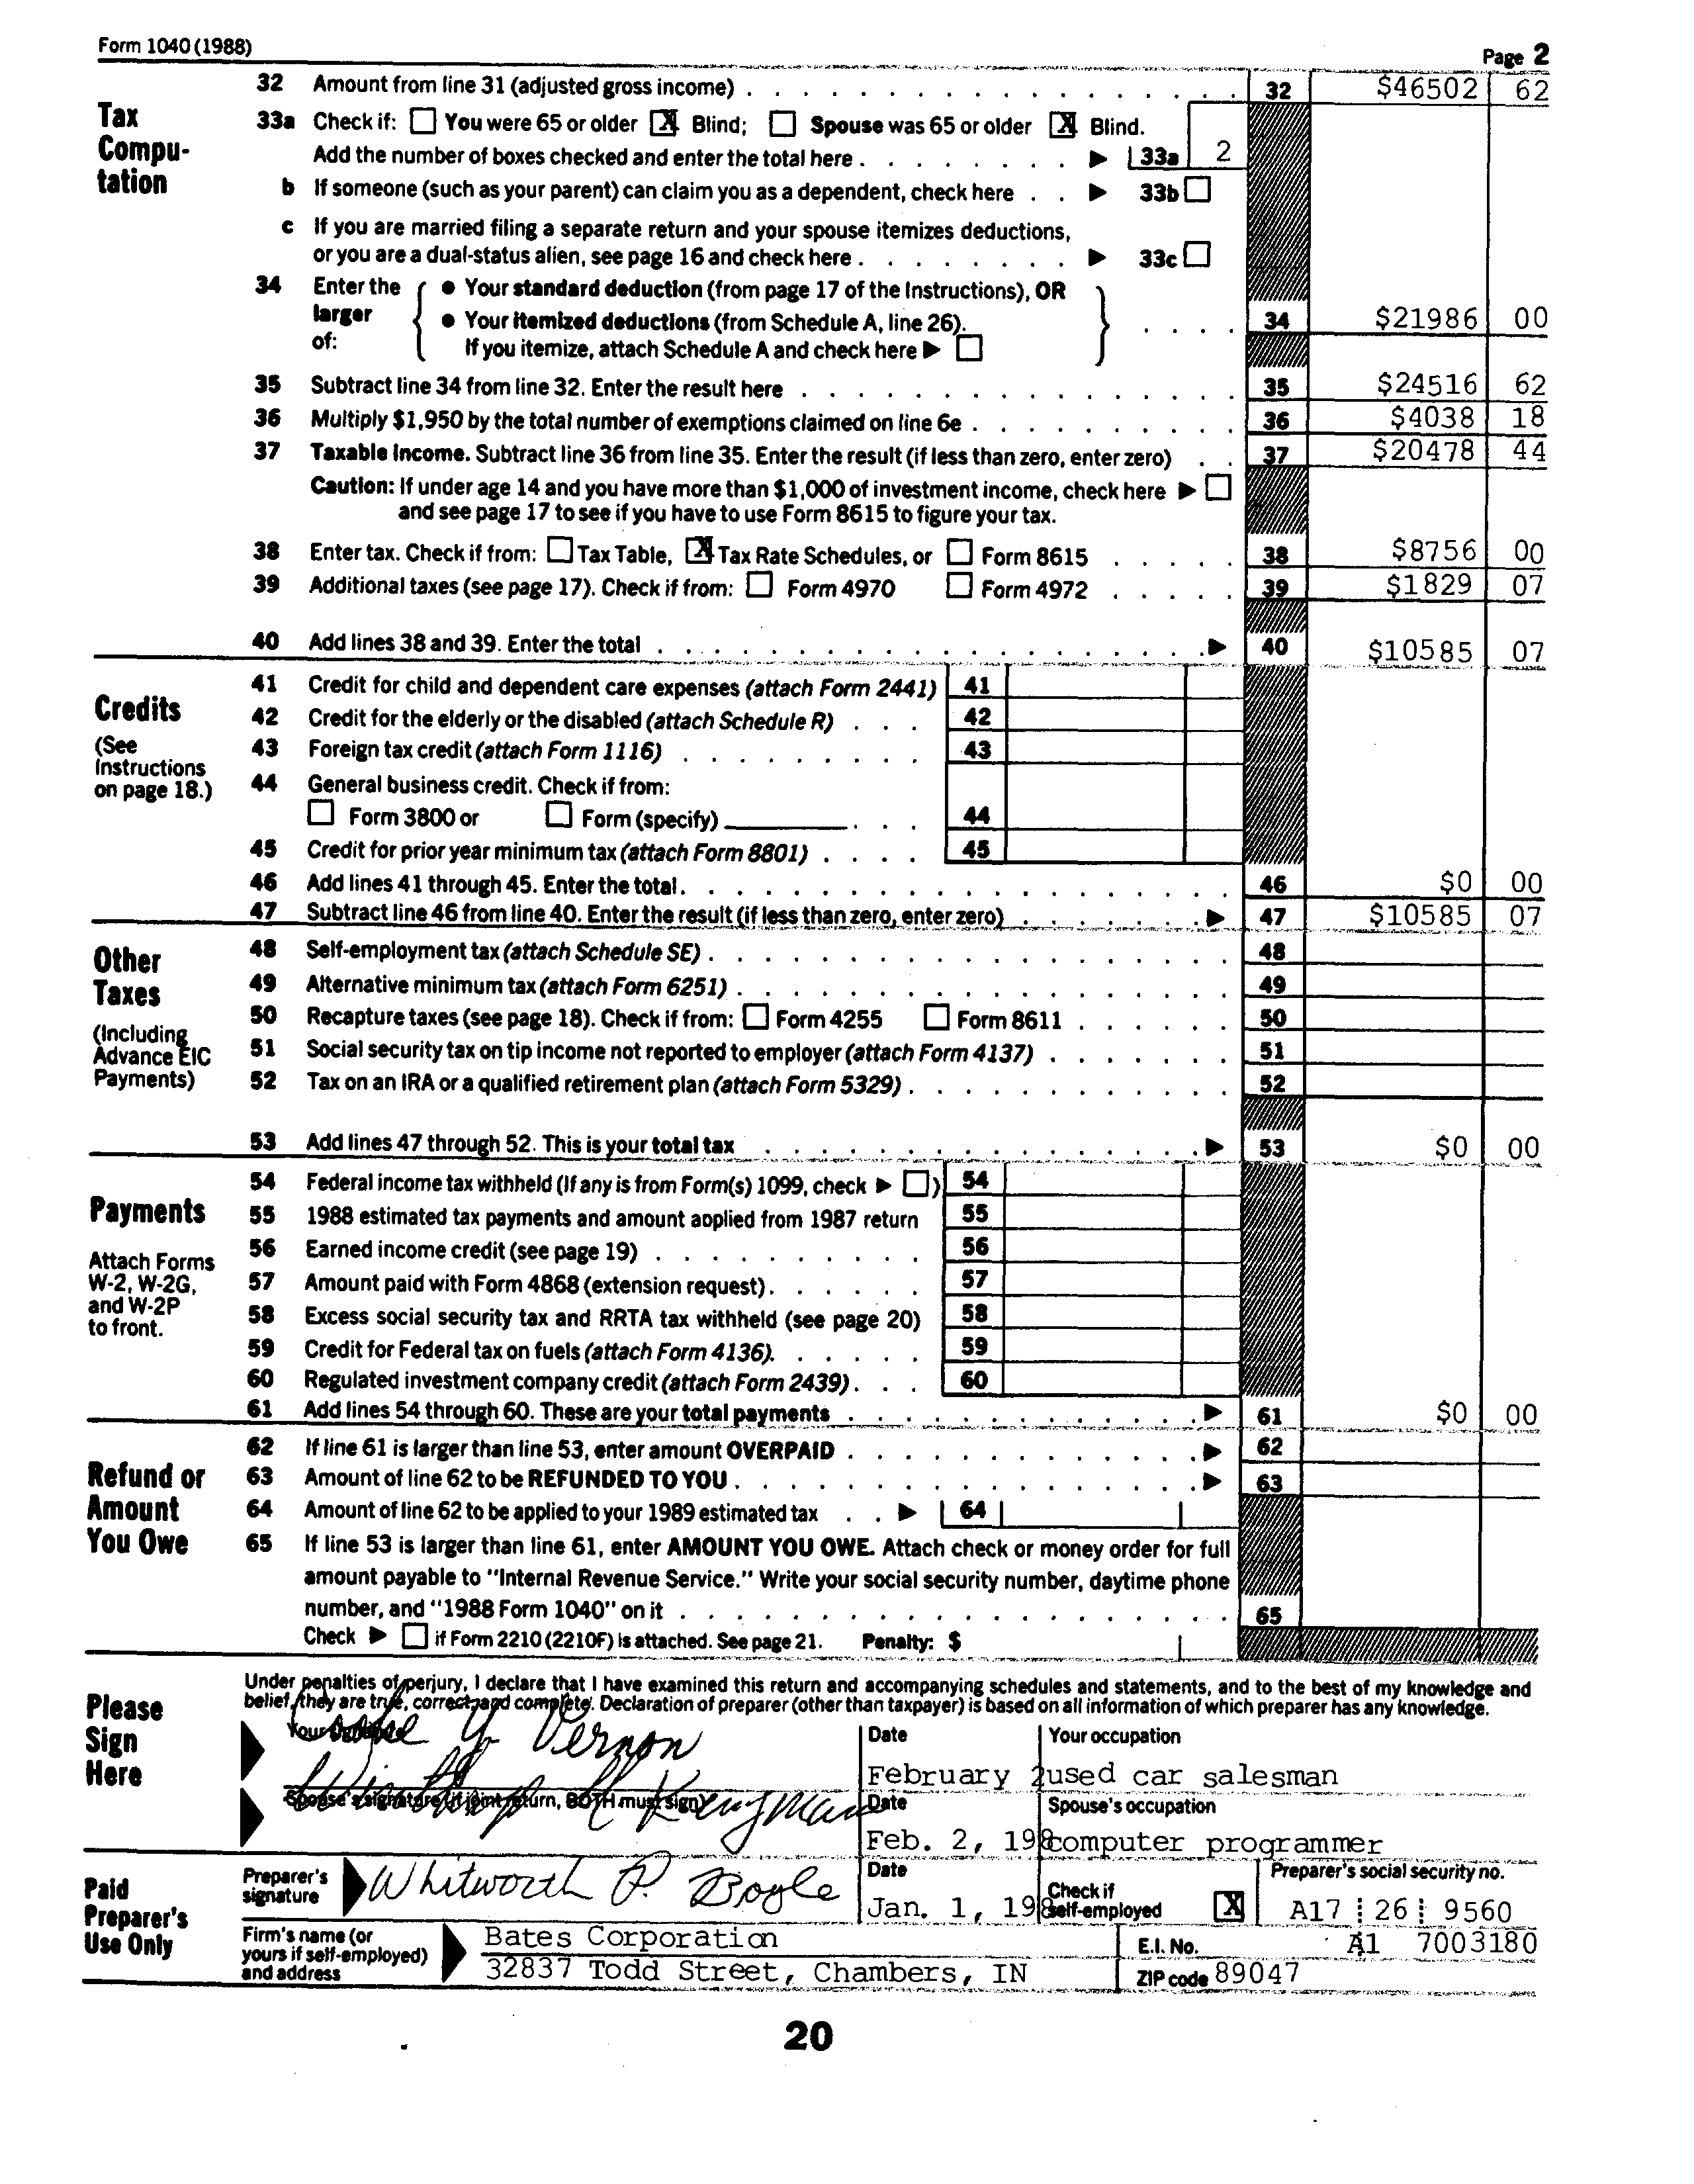 Form 1040 (1988)
Page 2
Tax Compu-tation
32 Amount from line 31 (adjusted gross income) 32 $46502 62
33a Check if: You were 65 or older X Blind; Spouse was 65 or older X Blind.
Add the number of boxes checked and enter the total here 33a 2
b If someone (such as your parent) can claim you as a dependent, check here 33b
c If you are married filing a separate return and your spouse itemizes deductions,
or you are a dual-status alien, see page 16 and check here 33c
34 Enter the larger of:
• Your standard deduction (from page 17 of the Instructions), OR
• Your itemized deductions (from Schedule A, line 26).
If you itemize, attach Schedule A and check here
34 $21986 00
35 Subtract line 34 from line 32. Enter the result here 35 $24516 62
36 Multiply $1,950 by the total number of exemptions claimed on line 6e 36 $4038 18
37 Taxable income. Subtract line 36 from line 35. Enter the result (if less than zero, enter zero) 37 $20478 44
Caution: If under age 14 and you have more than $1,000 of investment income, check here
and see page 17 to see if you have to use Form 8615 to figure your tax.
38 Enter tax. Check if from: Tax Table, X Tax Rate Schedules, or Form 8615 38 $8756 00
39 Additional taxes (see page 17). Check if from: Form 4970 Form 4972 39 $1829 07
40 Add lines 38 and 39. Enter the total 40 $10585 07
Credits
(See Instructions on page 18.)
41 Credit for child and dependent care expenses (attach Form 2441) 41
42 Credit for the elderly or the disabled (attach Schedule R) 42
43 Foreign tax credit (attach Form 1116) 43
44 General business credit. Check if from:
Form 3800 or Form (specify) 44
45 Credit for prior year minimum tax (attach Form 8801) 45
46 Add lines 41 through 45. Enter the total. 46 $0 00
47 Subtract line 46 from line 40. Enter the result (if less than zero, enter zero) 47 $10585 07
Other Taxes
(Including Advance EIC Payments)
48 Self-employment tax (attach Schedule SE) 48
49 Alternative minimum tax (attach Form 6251) 49
50 Recapture taxes (see page 18). Check if from: Form 4255 Form 8611 50
51 Social security tax on tip income not reported to employer (attach Form 4137) 51
52 Tax on an IRA or a qualified retirement plan (attach Form 5329) 52
53 Add lines 47 through 52. This is your total tax 53 $0 00
Payments
Attach Forms W-2, W-2G, and W-2P to front.
54 Federal income tax withheld (If any is from Form(s) 1099, check ) 54
55 1988 estimated tax payments and amount applied from 1987 return 55
56 Earned income credit (see page 19) 56
57 Amount paid with Form 4868 (extension request) 57
58 Excess social security tax and RRTA tax withheld (see page 20) 58
59 Credit for Federal tax on fuels (attach Form 4136) 59
60 Regulated investment company credit (attach Form 2439) 60
61 Add lines 54 through 60. These are your total payments 61 $0 00
Refund or Amount You Owe
62 If line 61 is larger than line 53, enter amount OVERPAID 62
63 Amount of line 62 to be REFUNDED TO YOU 63
64 Amount of line 62 to be applied to your 1989 estimated tax 64
65 If line 53 is larger than line 61, enter AMOUNT YOU OWE. Attach check or money order for full
amount payable to "Internal Revenue Service." Write your social security number, daytime phone
number, and "1988 Form 1040" on it 65
Check if Form 2210 (2210F) is attached. See page 21. Penalty: $
Please Sign Here
Under penalties of perjury, I declare that I have examined this return and accompanying schedules and statements, and to the best of my knowledge and
belief, they are true, correct, and complete. Declaration of preparer (other than taxpayer) is based on all information of which preparer has any knowledge.
Your signature Y. Vernon
Date
February 2
Your occupation
used car salesman
Spouse's signature (if joint return, BOTH must sign)
Date
Feb. 2, 198
Spouse's occupation
computer programmer
Paid Preparer's Use Only
Preparer's signature Whitworth P. Bogle
Date
Jan. 1, 198
Check if self-employed X
Preparer's social security no.
A17 26 9560
Firm's name (or yours if self-employed) and address
Bates Corporation
32837 Todd Street, Chambers, IN
E.I. No. A1 7003180
ZIP code 89047
20